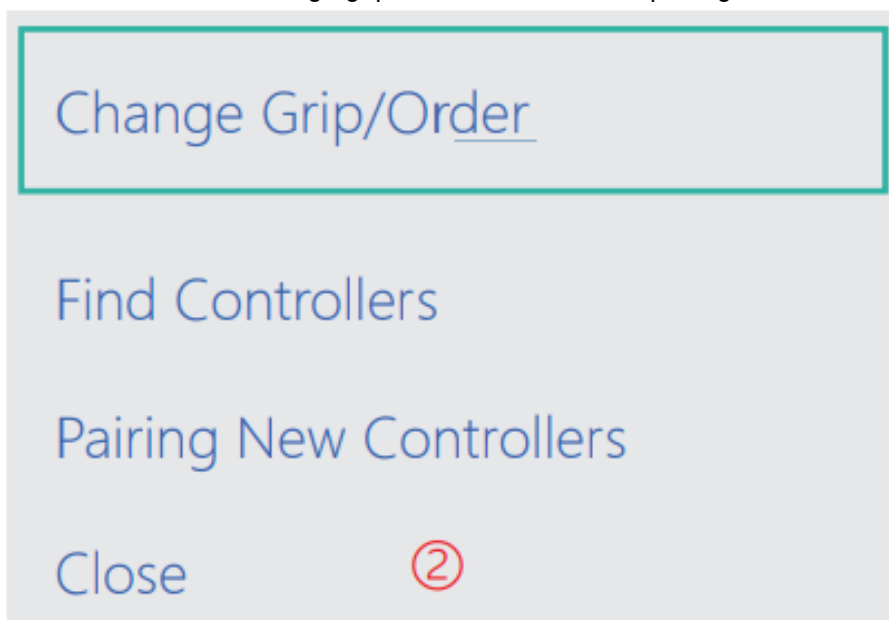 Change Grip/Order
Find Controllers
Pairing New Controllers
Close ②